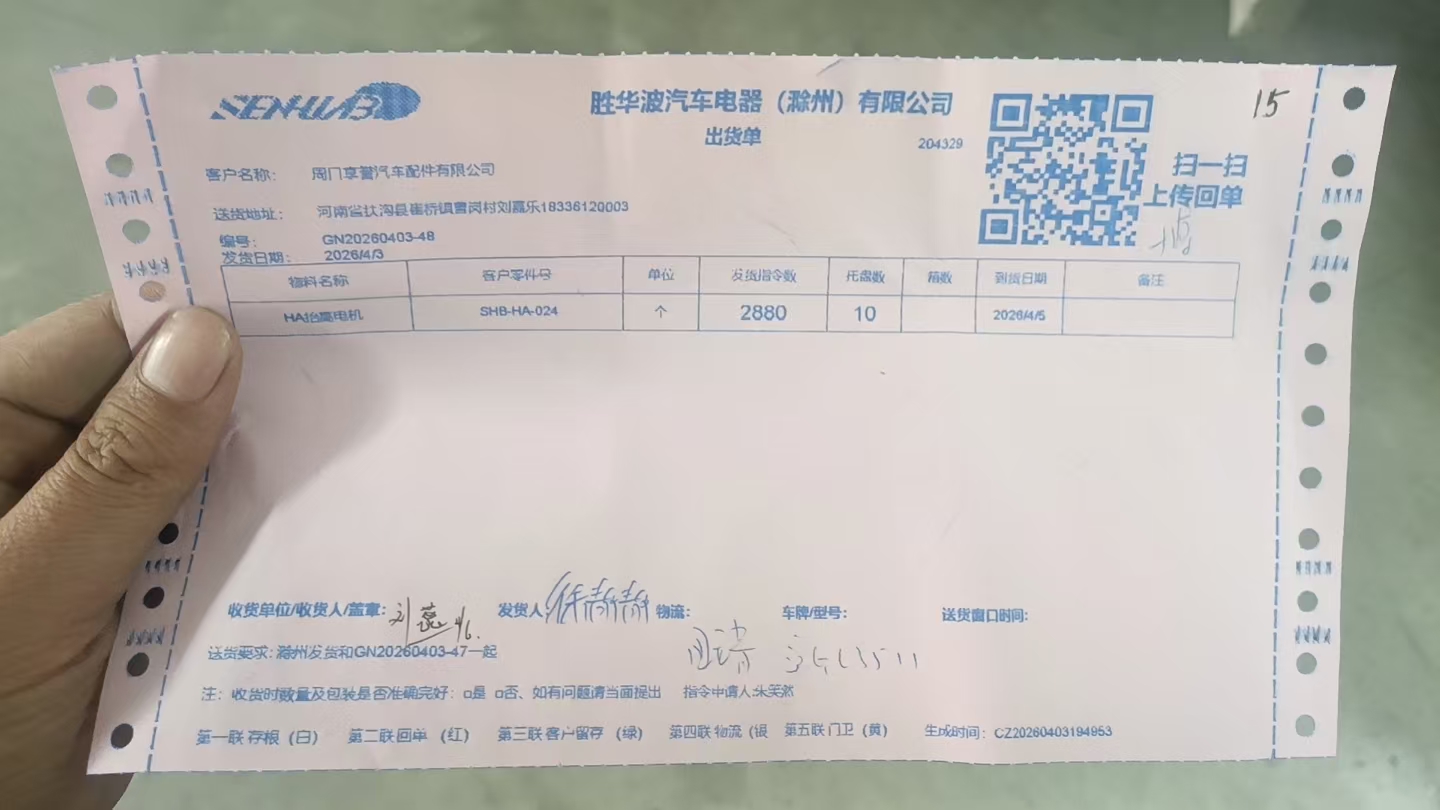 SENHUAB
15
胜华波汽车电器（滁州）有限公司
出货单
204329
扫一扫
上传回单
客户名称： 周口享誉汽车配件有限公司
送货地址： 河南省扶沟县崔桥镇曹岗村刘嘉乐18336120003
编号： GN20260403-48
发货日期： 2026/4/3
物料名称 客户零件号 单位 发货指令数 托盘数 箱数 到货日期 备注
HA抬高电机 SHB-HA-024 个 2880 10 2026/4/5
收货单位/收货人/盖章： 4/6. 发货人 徐 物流： 车牌/型号： 送货窗口时间：
送货要求：滁州发货和GN20260403-47一起
注：收货时数量及包装是否准确完好：□是 □否、如有问题请当面提出 指令申请人:朱笑然
第一联 存根（白） 第二联 回单（红） 第三联 客户留存（绿） 第四联 物流（银 第五联 门卫（黄） 生成时间：CZ20260403194953